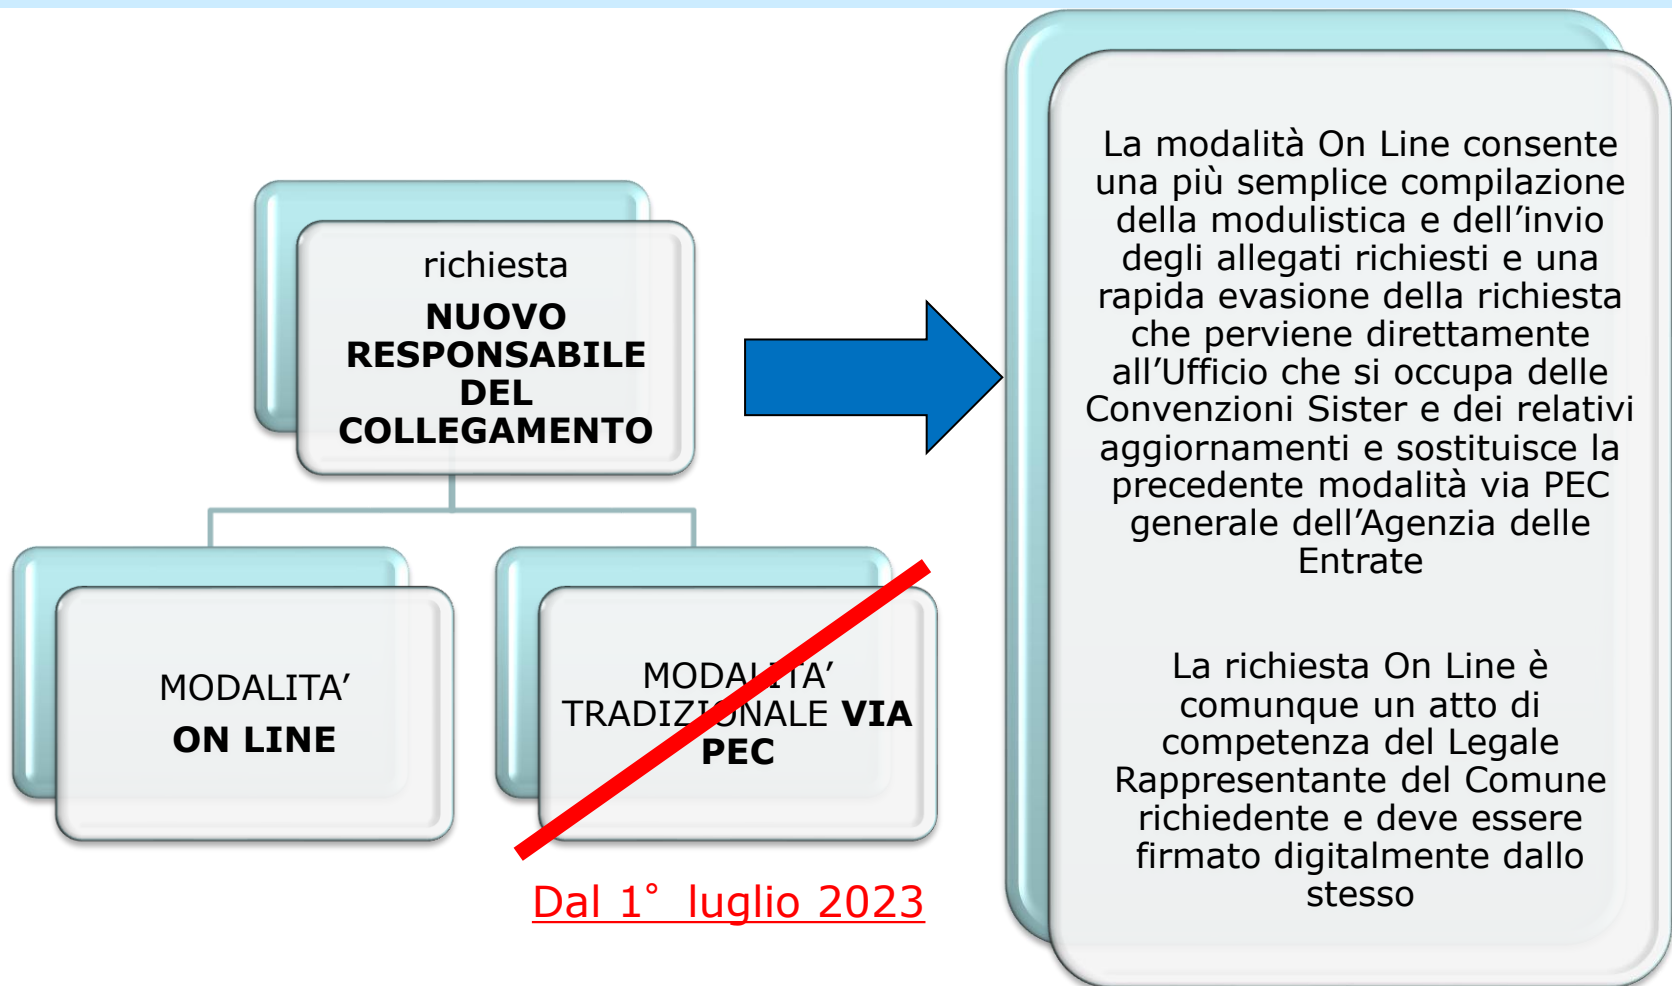 richiesta
NUOVO
RESPONSABILE
DEL
COLLEGAMENTO
MODALITA’
ON LINE
MODALITA’
TRADIZIONALE VIA
PEC
Dal 1° luglio 2023
La modalità On Line consente
una più semplice compilazione
della modulistica e dell’invio
degli allegati richiesti e una
rapida evasione della richiesta
che perviene direttamente
all’Ufficio che si occupa delle
Convenzioni Sister e dei relativi
aggiornamenti e sostituisce la
precedente modalità via PEC
generale dell’Agenzia delle
Entrate
La richiesta On Line è
comunque un atto di
competenza del Legale
Rappresentante del Comune
richiedente e deve essere
firmato digitalmente dallo
stesso